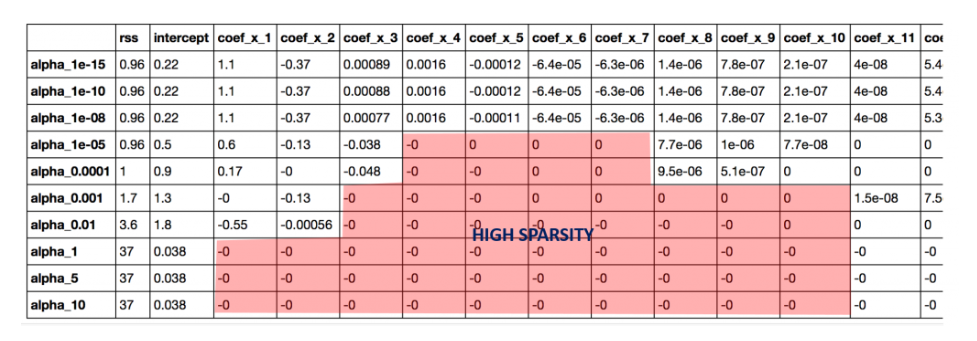 rss intercept coef_x_1 coef_x_2 coef_x_3 coef_x_4 coef_x_5 coef_x_6 coef_x_7 coef_x_8 coef_x_9 coef_x_10 coef_x_11 coe
alpha_1e-15 0.96 0.22 1.1 -0.37 0.00089 0.0016 -0.00012 -6.4e-05 -6.3e-06 1.4e-06 7.8e-07 2.1e-07 4e-08 5.4
alpha_1e-10 0.96 0.22 1.1 -0.37 0.00088 0.0016 -0.00012 -6.4e-05 -6.3e-06 1.4e-06 7.8e-07 2.1e-07 4e-08 5.4
alpha_1e-08 0.96 0.22 1.1 -0.37 0.00077 0.0016 -0.00011 -6.4e-05 -6.3e-06 1.4e-06 7.8e-07 2.1e-07 4e-08 5.3
alpha_1e-05 0.96 0.5 0.6 -0.13 -0.038 -0 0 0 0 7.7e-06 1e-06 7.7e-08 0 0
alpha_0.0001 1 0.9 0.17 -0 -0.048 -0 -0 0 0 9.5e-06 5.1e-07 0 0 0
alpha_0.001 1.7 1.3 -0 -0.13 -0 -0 -0 0 0 0 0 0 1.5e-08 7.5
alpha_0.01 3.6 1.8 -0.55 -0.00056 -0 -0 -0 -0 -0 -0 -0 0 0 0
HIGH SPARSITY
alpha_1 37 0.038 -0 -0 -0 -0 -0 -0 -0 -0 -0 -0 -0 -0
alpha_5 37 0.038 -0 -0 -0 -0 -0 -0 -0 -0 -0 -0 -0 -0
alpha_10 37 0.038 -0 -0 -0 -0 -0 -0 -0 -0 -0 -0 -0 -0